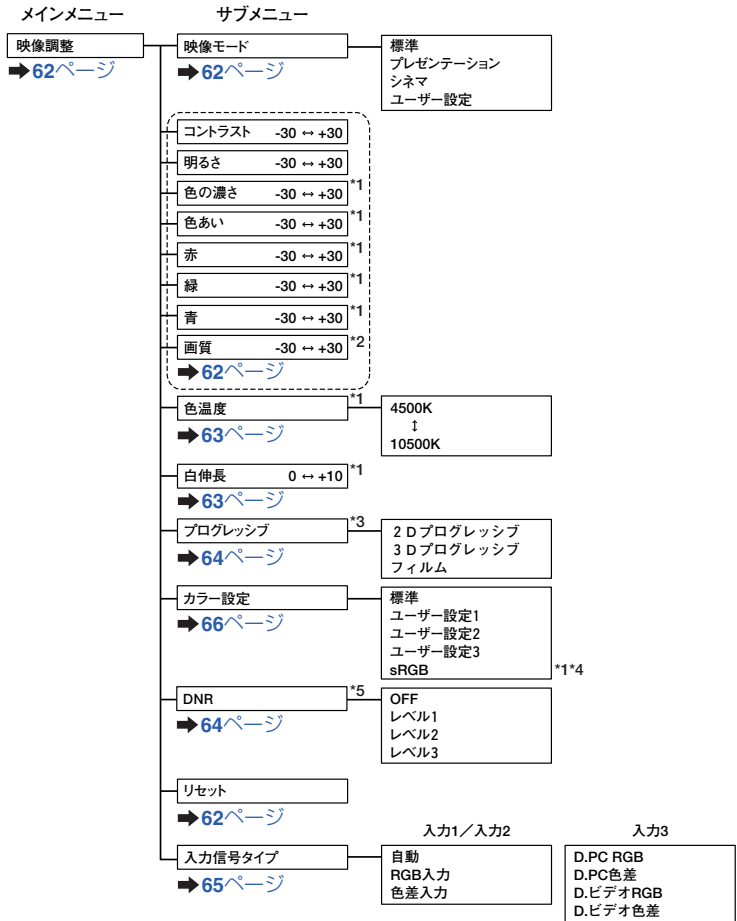 メインメニュー サブメニュー
映像調整 映像モード 標準
➡62ページ ➡62ページ プレゼンテーション
シネマ
ユーザー設定
コントラスト -30 ↔ +30
明るさ -30 ↔ +30
色の濃さ -30 ↔ +30 *1
色あい -30 ↔ +30 *1
赤 -30 ↔ +30 *1
緑 -30 ↔ +30 *1
青 -30 ↔ +30 *1
画質 -30 ↔ +30 *2
➡62ページ
色温度 *1 4500K
➡63ページ ↕
10500K
白伸長 0 ↔ +10 *1
➡63ページ
プログレッシブ *3 2Dプログレッシブ
➡64ページ 3Dプログレッシブ
フィルム
カラー設定 標準
➡66ページ ユーザー設定1
ユーザー設定2
ユーザー設定3
sRGB *1*4
DNR *5 OFF
➡64ページ レベル1
レベル2
レベル3
リセット
➡62ページ
入力1/入力2 入力3
入力信号タイプ 自動 D.PC RGB
➡65ページ RGB入力 D.PC色差
色差入力 D.ビデオRGB
D.ビデオ色差